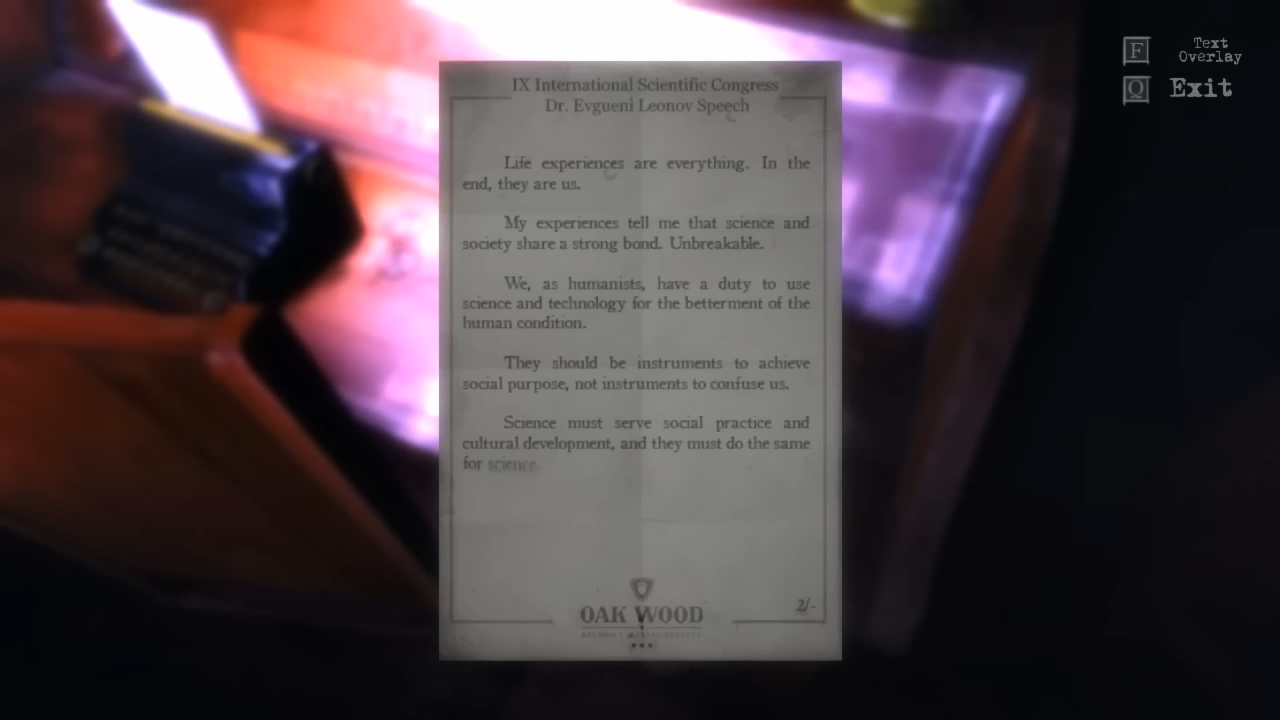 IX International Scientific Congress
Dr. Evgueni Leonov Speech
Life experiences are everything. In the
end, they are us.
My experiences tell me that science and
society share a strong bond. Unbreakable.
We, as humanists, have a duty to use
science and technology for the betterment of the
human condition.
They should be instruments to achieve
social purpose, not instruments to confuse us.
Science must serve social practice and
cultural development, and they must do the same
for science.
OAK WOOD
2/-
F Text
Overlay
Q Exit